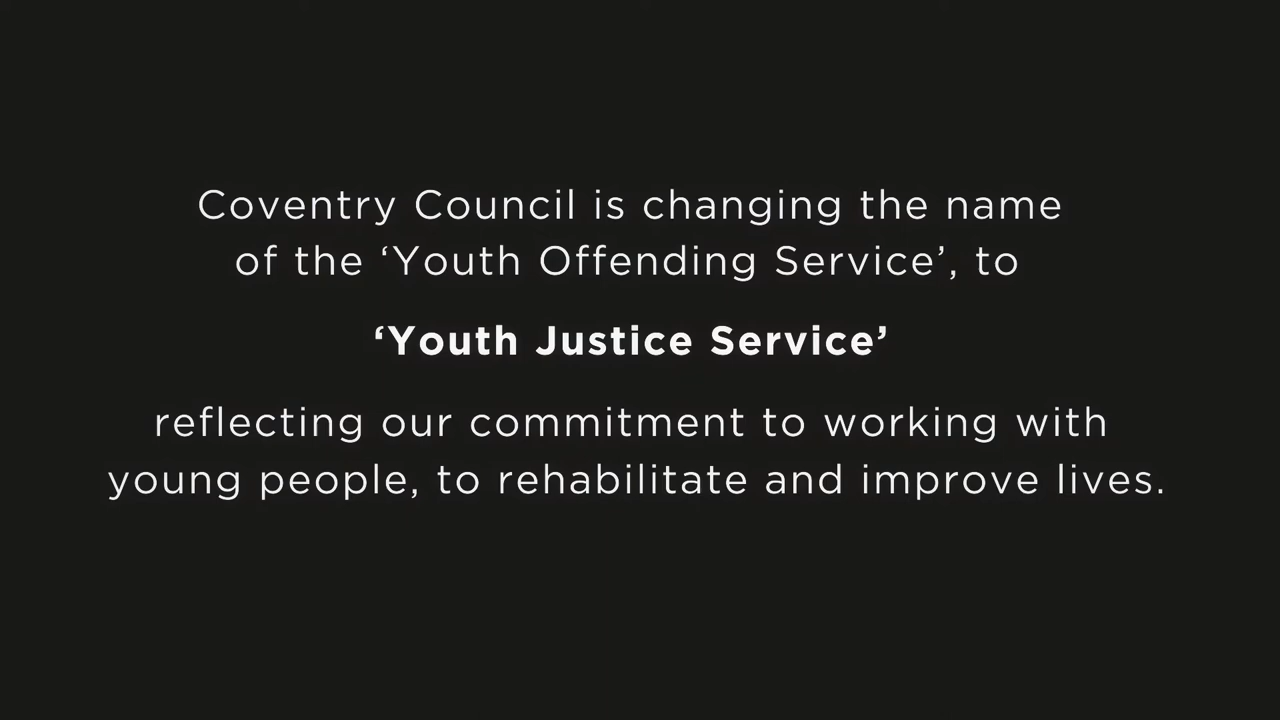 Coventry Council is changing the name
of the ‘Youth Offending Service’, to
‘Youth Justice Service’
reflecting our commitment to working with
young people, to rehabilitate and improve lives.